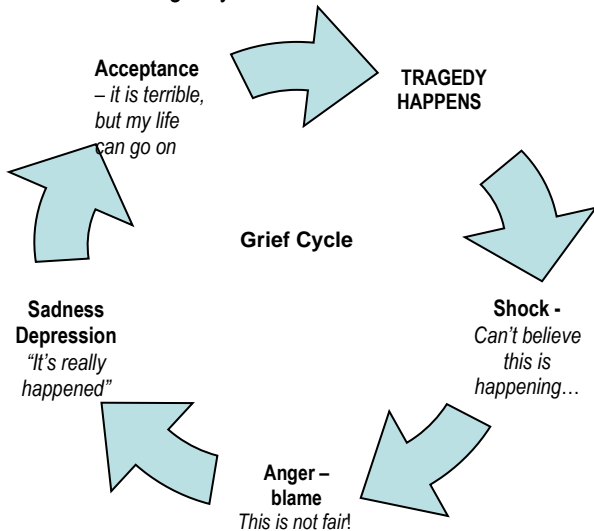 TRAGEDY
HAPPENS
Shock -
Can't believe
this is
happening…
Anger –
blame
This is not fair!
Sadness
Depression
“It's really
happened”
Acceptance
– it is terrible,
but my life
can go on
Grief Cycle